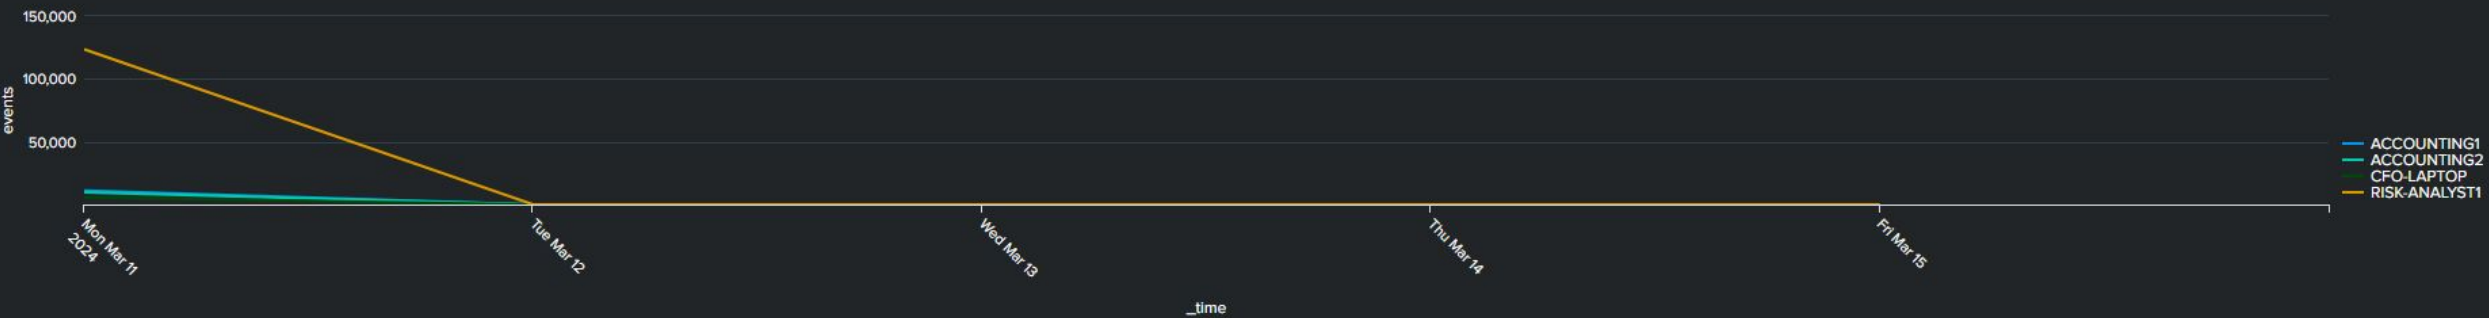 150,000
100,000
50,000
events
Mon Mar 11
2024
Tue Mar 12
Wed Mar 13
Thu Mar 14
Fri Mar 15
_time
ACCOUNTING1
ACCOUNTING2
CFO-LAPTOP
RISK-ANALYST1